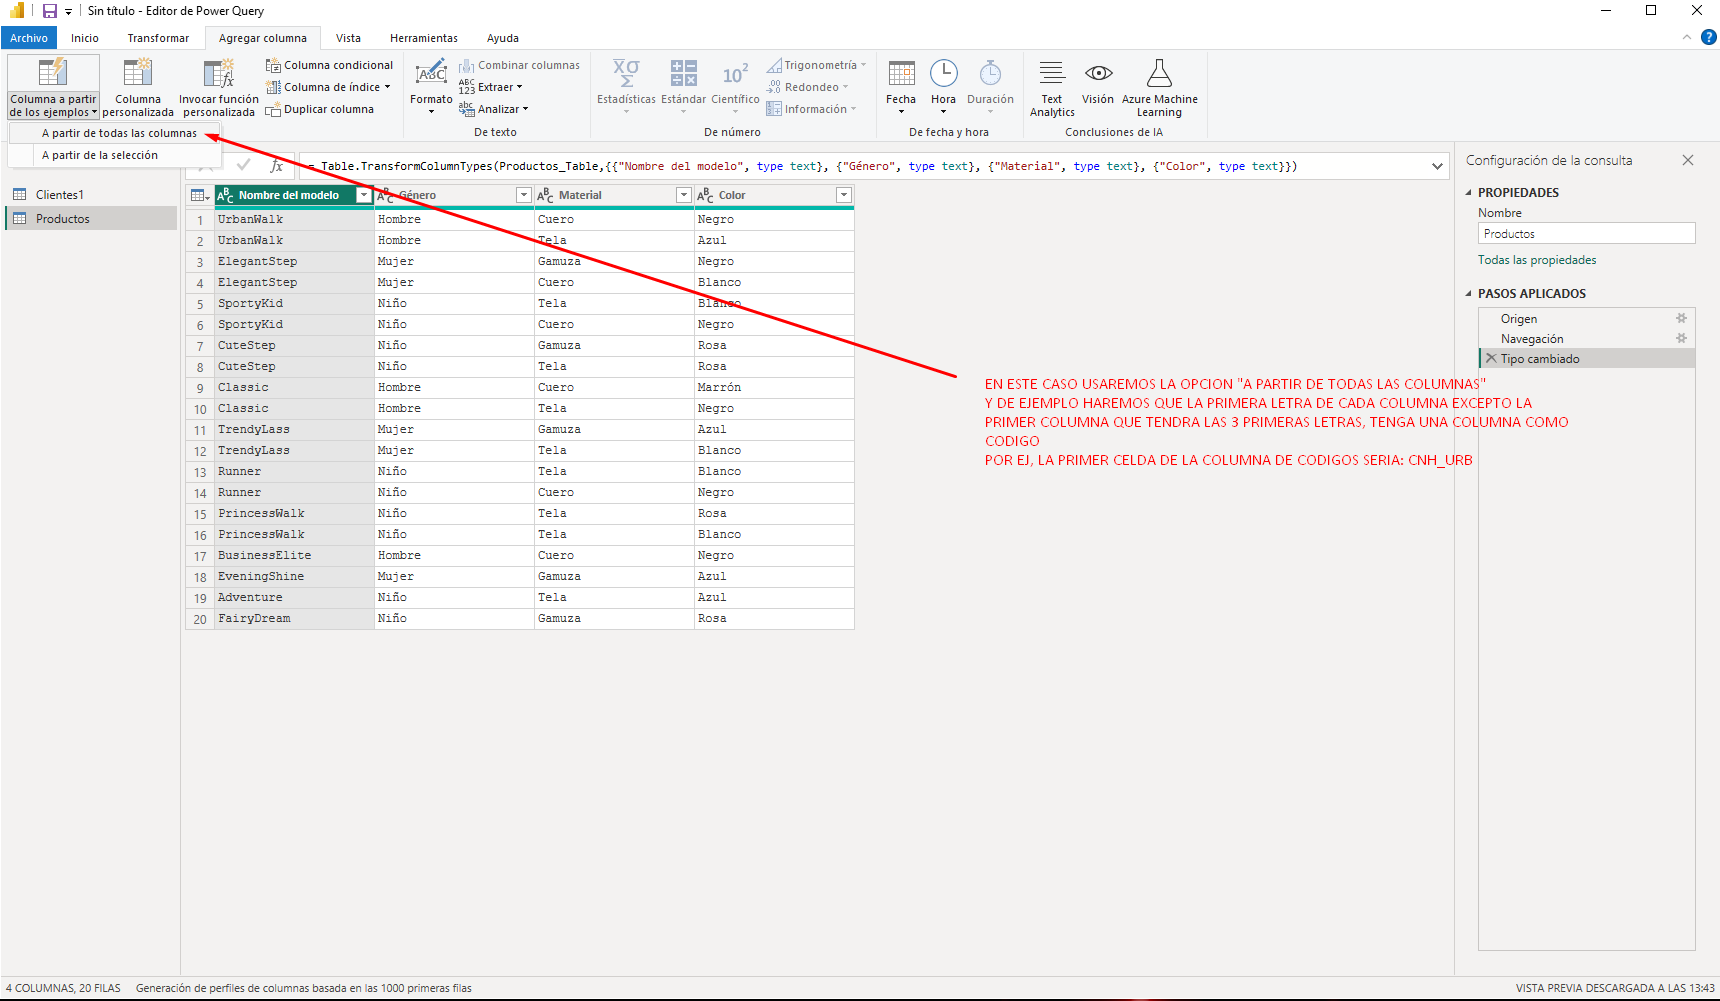 Sin título - Editor de Power Query
Archivo Inicio Transformar Agregar columna Vista Herramientas Ayuda
Columna a partir de los ejemplos
Columna personalizada
Invocar función personalizada
Columna condicional
Columna de índice
Duplicar columna
Formato
Combinar columnas
Extraer
Analizar
De texto
Estadísticas
Estándar
Científico
Trigonometría
Redondeo
Información
De número
Fecha
Hora
Duración
De fecha y hora
Text Analytics
Visión
Azure Machine Learning
Conclusiones de IA
A partir de todas las columnas
A partir de la selección
= Table.TransformColumnTypes(Productos_Table,{{"Nombre del modelo", type text}, {"Género", type text}, {"Material", type text}, {"Color", type text}})
Clientes1
Productos
Nombre del modelo Género Material Color
1 UrbanWalk Hombre Cuero Negro
2 UrbanWalk Hombre Tela Azul
3 ElegantStep Mujer Gamuza Negro
4 ElegantStep Mujer Cuero Blanco
5 SportyKid Niño Tela Blanco
6 SportyKid Niño Cuero Negro
7 CuteStep Niño Gamuza Rosa
8 CuteStep Niño Tela Rosa
9 Classic Hombre Cuero Marrón
10 Classic Hombre Tela Negro
11 TrendyLass Mujer Gamuza Azul
12 TrendyLass Mujer Tela Blanco
13 Runner Niño Tela Blanco
14 Runner Niño Cuero Negro
15 PrincessWalk Niño Tela Rosa
16 PrincessWalk Niño Tela Blanco
17 BusinessElite Hombre Cuero Negro
18 EveningShine Mujer Gamuza Azul
19 Adventure Niño Tela Azul
20 FairyDream Niño Gamuza Rosa
EN ESTE CASO USAREMOS LA OPCION "A PARTIR DE TODAS LAS COLUMNAS"
Y DE EJEMPLO HAREMOS QUE LA PRIMERA LETRA DE CADA COLUMNA EXCEPTO LA
PRIMER COLUMNA QUE TENDRA LAS 3 PRIMERAS LETRAS, TENGA UNA COLUMNA COMO
CODIGO
POR EJ, LA PRIMER CELDA DE LA COLUMNA DE CODIGOS SERIA: CNH_URB
Configuración de la consulta
PROPIEDADES
Nombre
Productos
Todas las propiedades
PASOS APLICADOS
Origen
Navegación
Tipo cambiado
4 COLUMNAS, 20 FILAS Generación de perfiles de columnas basada en las 1000 primeras filas
VISTA PREVIA DESCARGADA A LAS 13:43